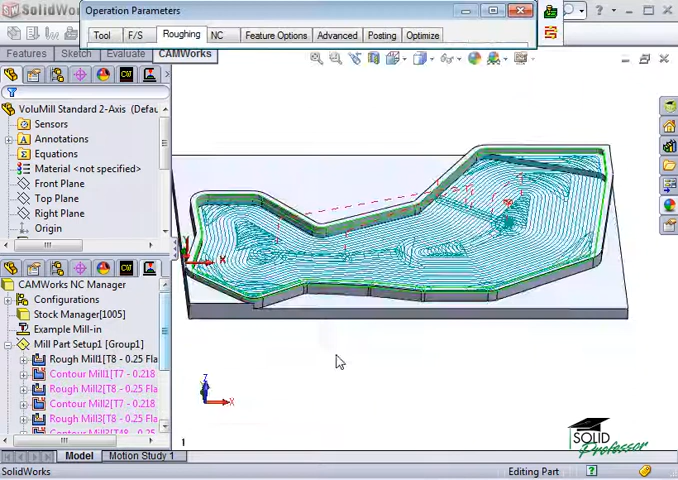 SolidWo
Operation Parameters
Tool F/S Roughing NC Feature Options Advanced Posting Optimize
Features Sketch Evaluate CAMWorks
VoluMill Standard 2-Axis (Defau
Sensors
Annotations
Equations
Material <not specified>
Front Plane
Top Plane
Right Plane
Origin
CAMWorks NC Manager
Configurations
Stock Manager[1005]
Example Mill-in
Mill Part Setup1 [Group1]
Rough Mill1[T8 - 0.25 Fla
Contour Mill1[T7 - 0.218
Rough Mill2[T8 - 0.25 Fla
Contour Mill2[T7 - 0.218
Rough Mill3[T8 - 0.25 Fla
Y
X
Z
X
1
SOLID
Professor
Model Motion Study 1
SolidWorks Editing Part